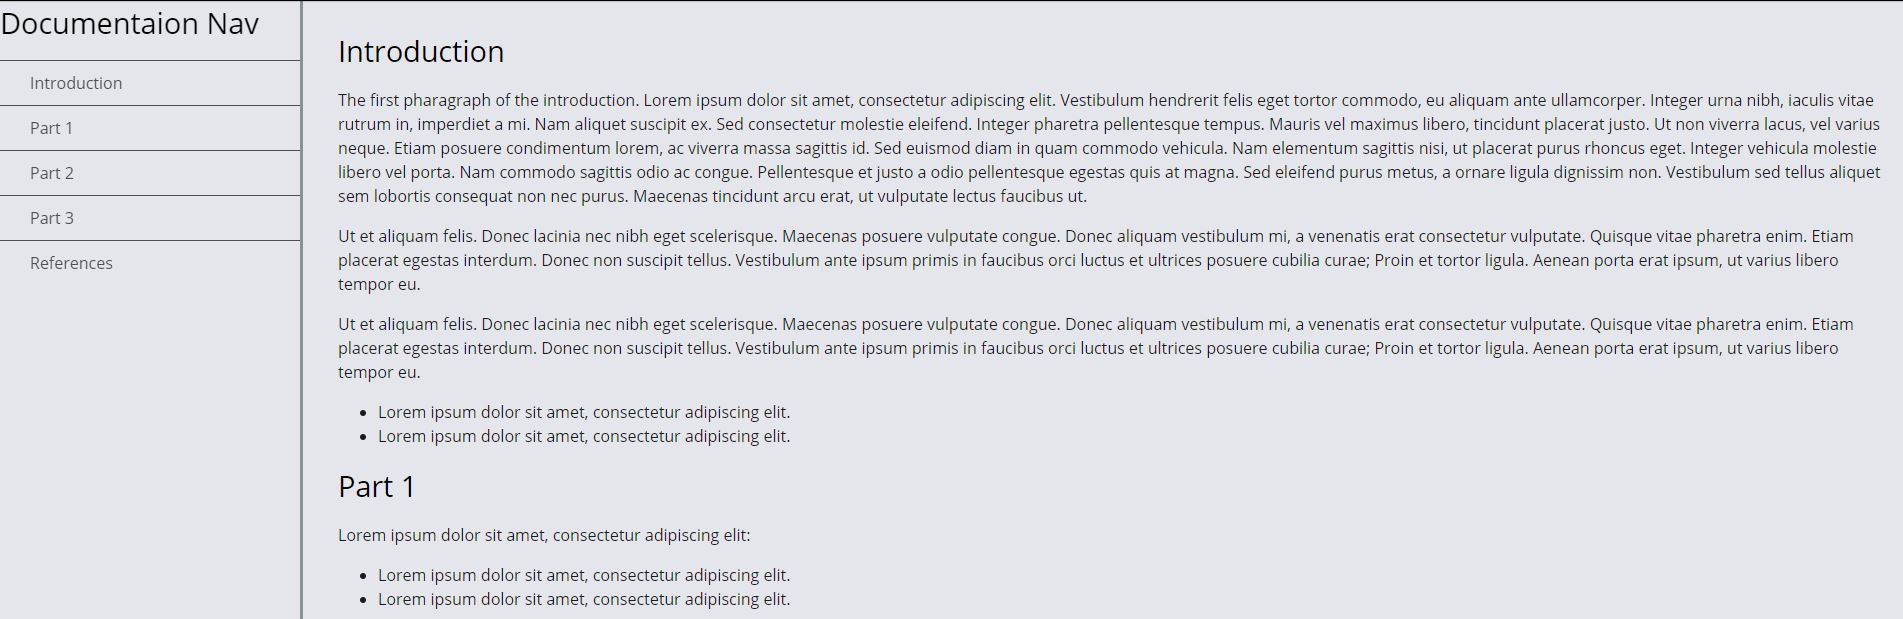 Documentaion Nav
Introduction
Part 1
Part 2
Part 3
References
Introduction
The first pharagraph of the introduction. Lorem ipsum dolor sit amet, consectetur adipiscing elit. Vestibulum hendrerit felis eget tortor commodo, eu aliquam ante ullamcorper. Integer urna nibh, iaculis vitae
rutrum in, imperdiet a mi. Nam aliquet suscipit ex. Sed consectetur molestie eleifend. Integer pharetra pellentesque tempus. Mauris vel maximus libero, tincidunt placerat justo. Ut non viverra lacus, vel varius
neque. Etiam posuere condimentum lorem, ac viverra massa sagittis id. Sed euismod diam in quam commodo vehicula. Nam elementum sagittis nisi, ut placerat purus rhoncus eget. Integer vehicula molestie
libero vel porta. Nam commodo sagittis odio ac congue. Pellentesque et justo a odio pellentesque egestas quis at magna. Sed eleifend purus metus, a ornare ligula dignissim non. Vestibulum sed tellus aliquet
sem lobortis consequat non nec purus. Maecenas tincidunt arcu erat, ut vulputate lectus faucibus ut.
Ut et aliquam felis. Donec lacinia nec nibh eget scelerisque. Maecenas posuere vulputate congue. Donec aliquam vestibulum mi, a venenatis erat consectetur vulputate. Quisque vitae pharetra enim. Etiam
placerat egestas interdum. Donec non suscipit tellus. Vestibulum ante ipsum primis in faucibus orci luctus et ultrices posuere cubilia curae; Proin et tortor ligula. Aenean porta erat ipsum, ut varius libero
tempor eu.
Ut et aliquam felis. Donec lacinia nec nibh eget scelerisque. Maecenas posuere vulputate congue. Donec aliquam vestibulum mi, a venenatis erat consectetur vulputate. Quisque vitae pharetra enim. Etiam
placerat egestas interdum. Donec non suscipit tellus. Vestibulum ante ipsum primis in faucibus orci luctus et ultrices posuere cubilia curae; Proin et tortor ligula. Aenean porta erat ipsum, ut varius libero
tempor eu.
• Lorem ipsum dolor sit amet, consectetur adipiscing elit.
• Lorem ipsum dolor sit amet, consectetur adipiscing elit.
Part 1
Lorem ipsum dolor sit amet, consectetur adipiscing elit:
• Lorem ipsum dolor sit amet, consectetur adipiscing elit.
• Lorem ipsum dolor sit amet, consectetur adipiscing elit.